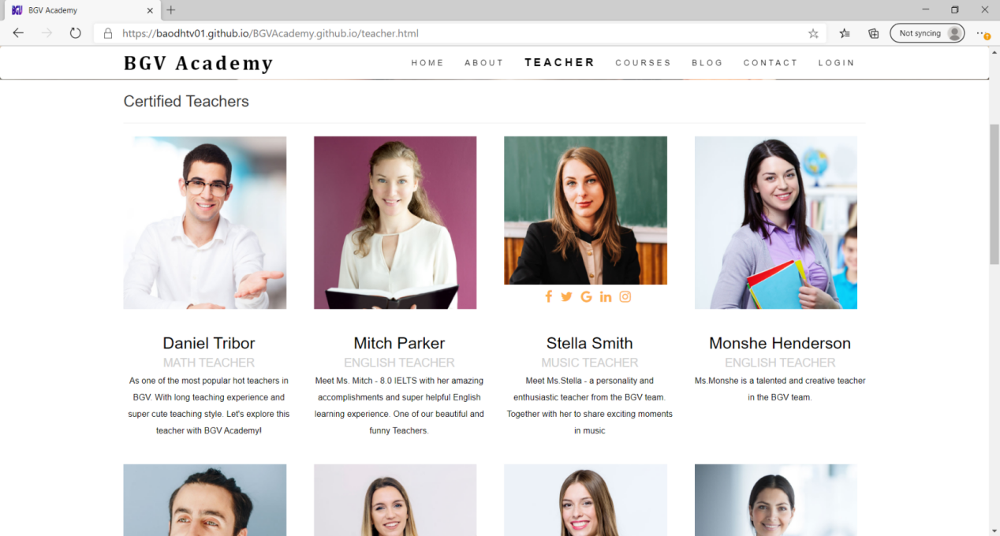 BGV BGV Academy
https://baodhtv01.github.io/BGVAcademy.github.io/teacher.html
Not syncing
BGV Academy
HOME ABOUT TEACHER COURSES BLOG CONTACT LOGIN
Certified Teachers
Daniel Tribor
MATH TEACHER
As one of the most popular hot teachers in
BGV. With long teaching experience and
super cute teaching style. Let's explore this
teacher with BGV Academy!
Mitch Parker
ENGLISH TEACHER
Meet Ms. Mitch - 8.0 IELTS with her amazing
accomplishments and super helpful English
learning experience. One of our beautiful and
funny Teachers.
Stella Smith
MUSIC TEACHER
Meet Ms.Stella - a personality and
enthusiastic teacher from the BGV team.
Together with her to share exciting moments
in music
Monshe Henderson
ENGLISH TEACHER
Ms.Monshe is a talented and creative teacher
in the BGV team.